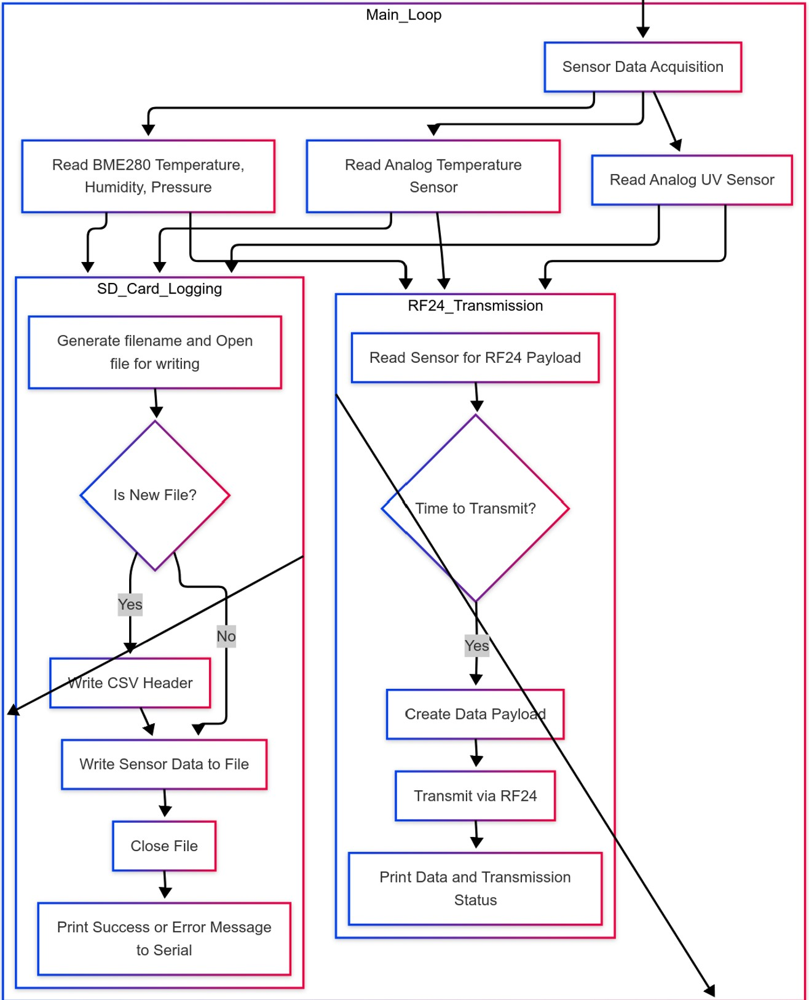 Main_Loop
Sensor Data Acquisition
Read BME280 Temperature,
Humidity, Pressure
Read Analog Temperature
Sensor
Read Analog UV Sensor
SD_Card_Logging
Generate filename and Open
file for writing
Is New File?
Yes
No
Write CSV Header
Write Sensor Data to File
Close File
Print Success or Error Message
to Serial
RF24_Transmission
Read Sensor for RF24 Payload
Time to Transmit?
Yes
Create Data Payload
Transmit via RF24
Print Data and Transmission
Status